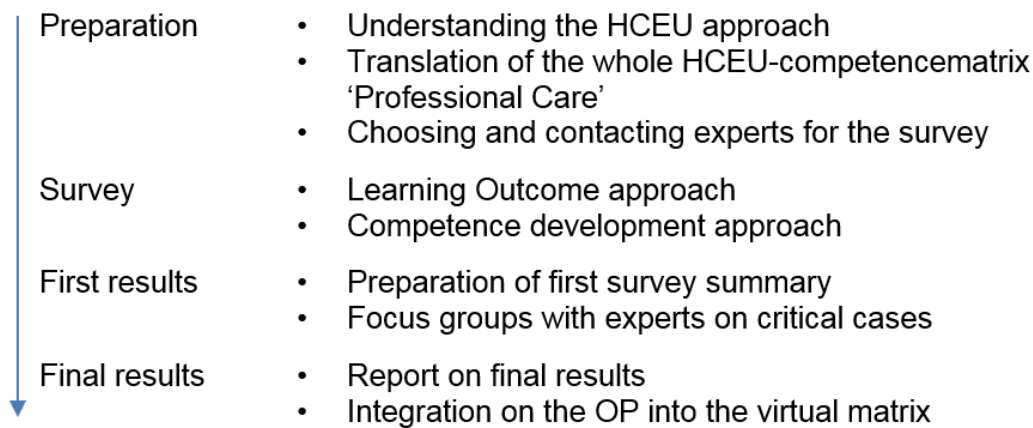 Preparation • Understanding the HCEU approach
• Translation of the whole HCEU-competencematrix
‘Professional Care’
• Choosing and contacting experts for the survey
Survey • Learning Outcome approach
• Competence development approach
First results • Preparation of first survey summary
• Focus groups with experts on critical cases
Final results • Report on final results
• Integration on the OP into the virtual matrix